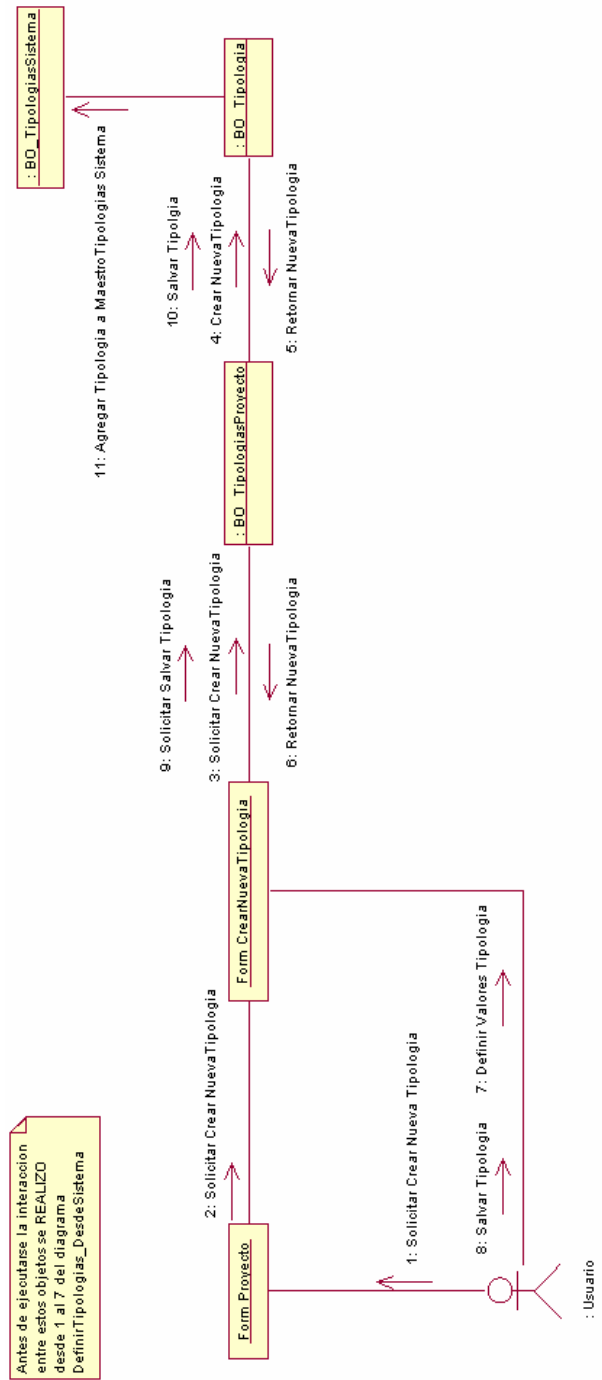 Antes de ejecutarse la interaccion
entre estos objetos se REALIZO
desde 1 al 7 del diagrama
DefinirTipologias_DesdeSistema
: BO_TipologiasSistema
11: Agregar Tipologia a MaestroTipologias Sistema
10: Salvar Tipolgia
9: Solicitar Salvar Tipologia
2: Solicitar Crear NuevaTipologia
3: Solicitar Crear NuevaTipologia
4: Crear NuevaTipologia
Form Proyecto
Form CrearNuevaTipologia
: BO_TipologiasProyecto
: BO_Tipologia
6: Retornar NuevaTipologia
5: Retornar NuevaTipologia
1: Solicitar Crear Nueva Tipologia
8: Salvar Tipologia
7: Definir Valores Tipologia
: Usuario